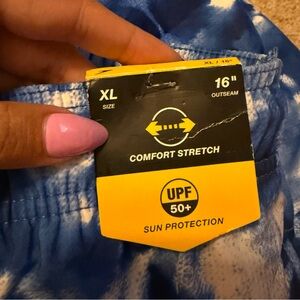 XL / 16"
XL
SIZE
16"
OUTSEAM
COMFORT STRETCH
UPF
50+
SUN PROTECTION